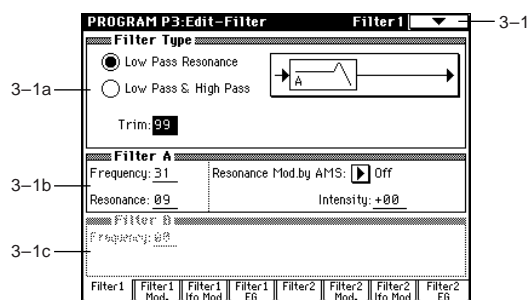 PROGRAM P3:Edit-Filter Filter1
3–1
Filter Type
Low Pass Resonance
Low Pass & High Pass
A
3–1a
Trim:99
Filter A
Frequency:31 Resonance Mod.by AMS: Off
3–1b
Resonance:09 Intensity:+00
Filter B
Frequency:00
3–1c
Filter1 Filter1 Mod. Filter1 lfo Mod Filter1 EG Filter2 Filter2 Mod. Filter2 lfo Mod Filter2 EG